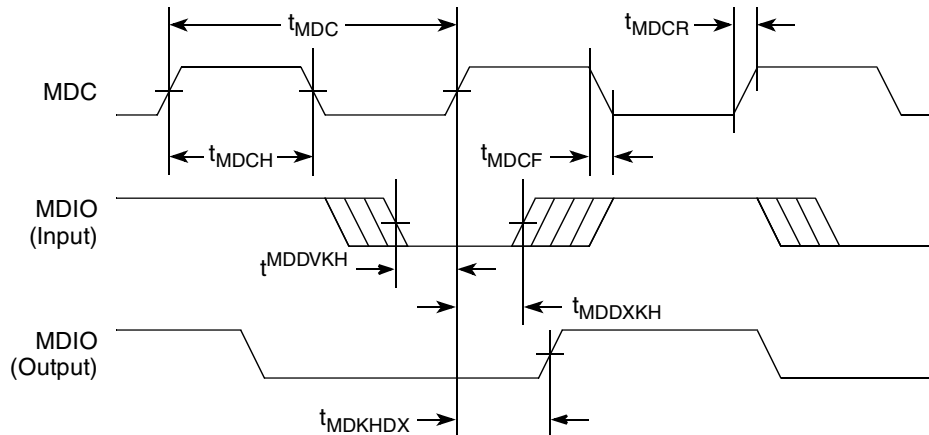 tMDC
tMDCR
MDC
tMDCH
tMDCF
MDIO
(Input)
tMDDVKH
tMDDXKH
MDIO
(Output)
tMDKHDX